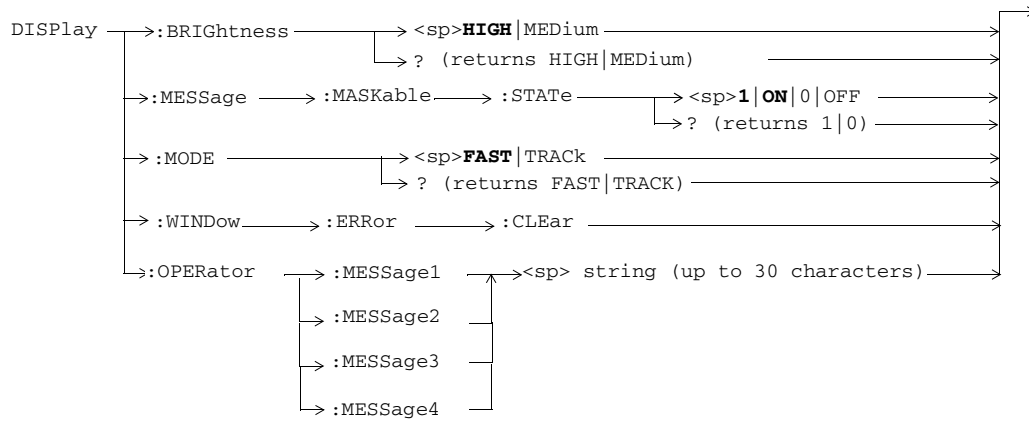 DISPlay :BRIGhtness <sp>HIGH|MEDium
? (returns HIGH|MEDium)
:MESSage :MASKable :STATe <sp>1|ON|0|OFF
? (returns 1|0)
:MODE <sp>FAST|TRACk
? (returns FAST|TRACK)
:WINDow :ERRor :CLEar
:OPERator :MESSage1 <sp> string (up to 30 characters)
:MESSage2
:MESSage3
:MESSage4